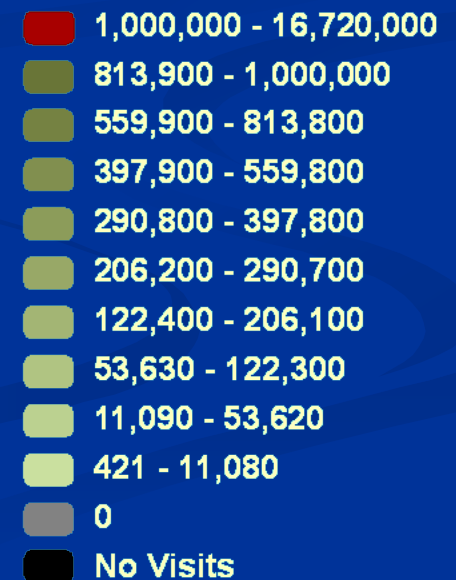 1,000,000 - 16,720,000
813,900 - 1,000,000
559,900 - 813,800
397,900 - 559,800
290,800 - 397,800
206,200 - 290,700
122,400 - 206,100
53,630 - 122,300
11,090 - 53,620
421 - 11,080
0
No Visits